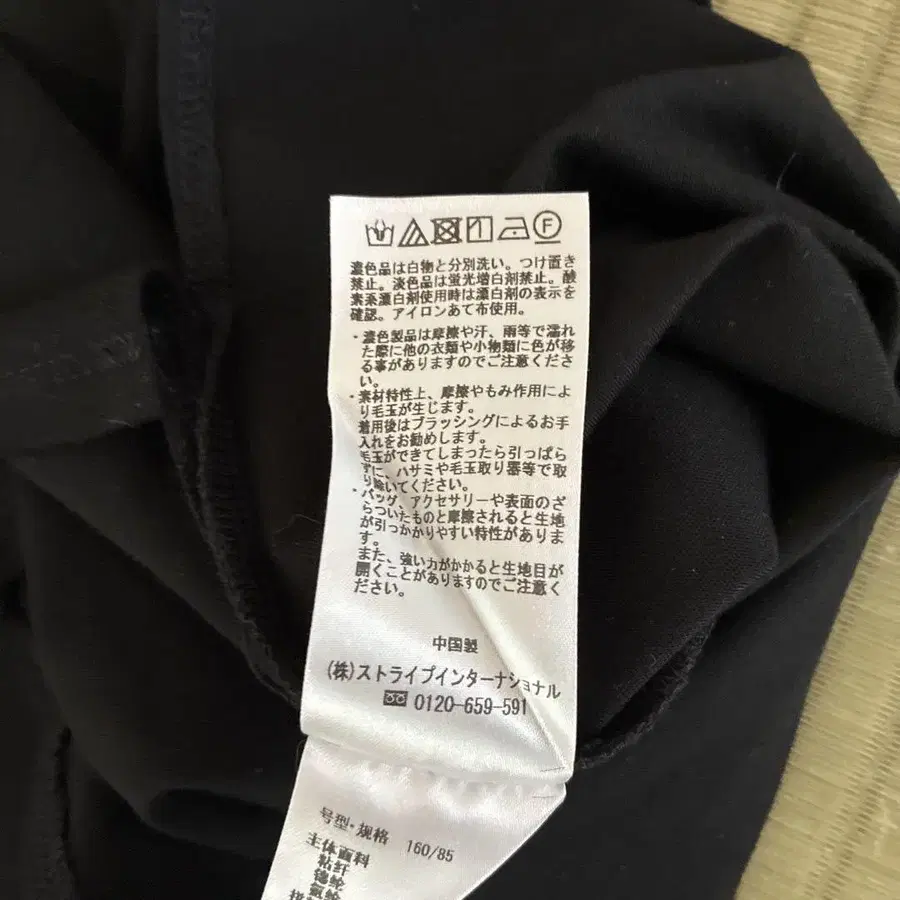 濃色品は白物と分別洗い。つけ置き
禁止。淡色品は蛍光増白剤禁止。酸
素系漂白剤使用時は漂白剤の表示を
確認。アイロンあて布使用。
・濃色製品は摩擦や汗、雨等で濡れ
た際に他の衣類や小物類に色が移
る事がありますのでご注意くださ
い。
・素材特性上、摩擦やもみ作用によ
り毛玉が生じます。
着用後はブラッシングによるお手
入れをお勧めします。
毛玉ができてしまったら引っぱら
ずに、ハサミや毛玉取り器等で取
り除いてください。
・バッグ、アクセサリーや表面のざ
らついたものと摩擦されると生地
が引っかかりやすい特性がありま
す。
また、強い力がかかると生地目が
開くことがありますのでご注意く
ださい。
中国製
(株)ストライプインターナショナル
0120-659-591
号型・规格 160/85
主体面料
粘纤
锦纶
氨纶